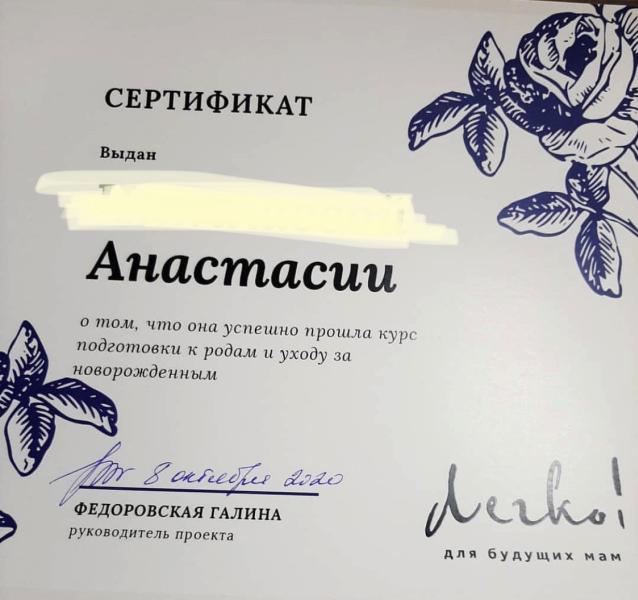 СЕРТИФИКАТ
Выдан
Анастасии
о том, что она успешно прошла курс
подготовки к родам и уходу за
новорожденным
8 октября 2020
ФЕДОРОВСКАЯ ГАЛИНА
руководитель проекта
Легко!
для будущих мам